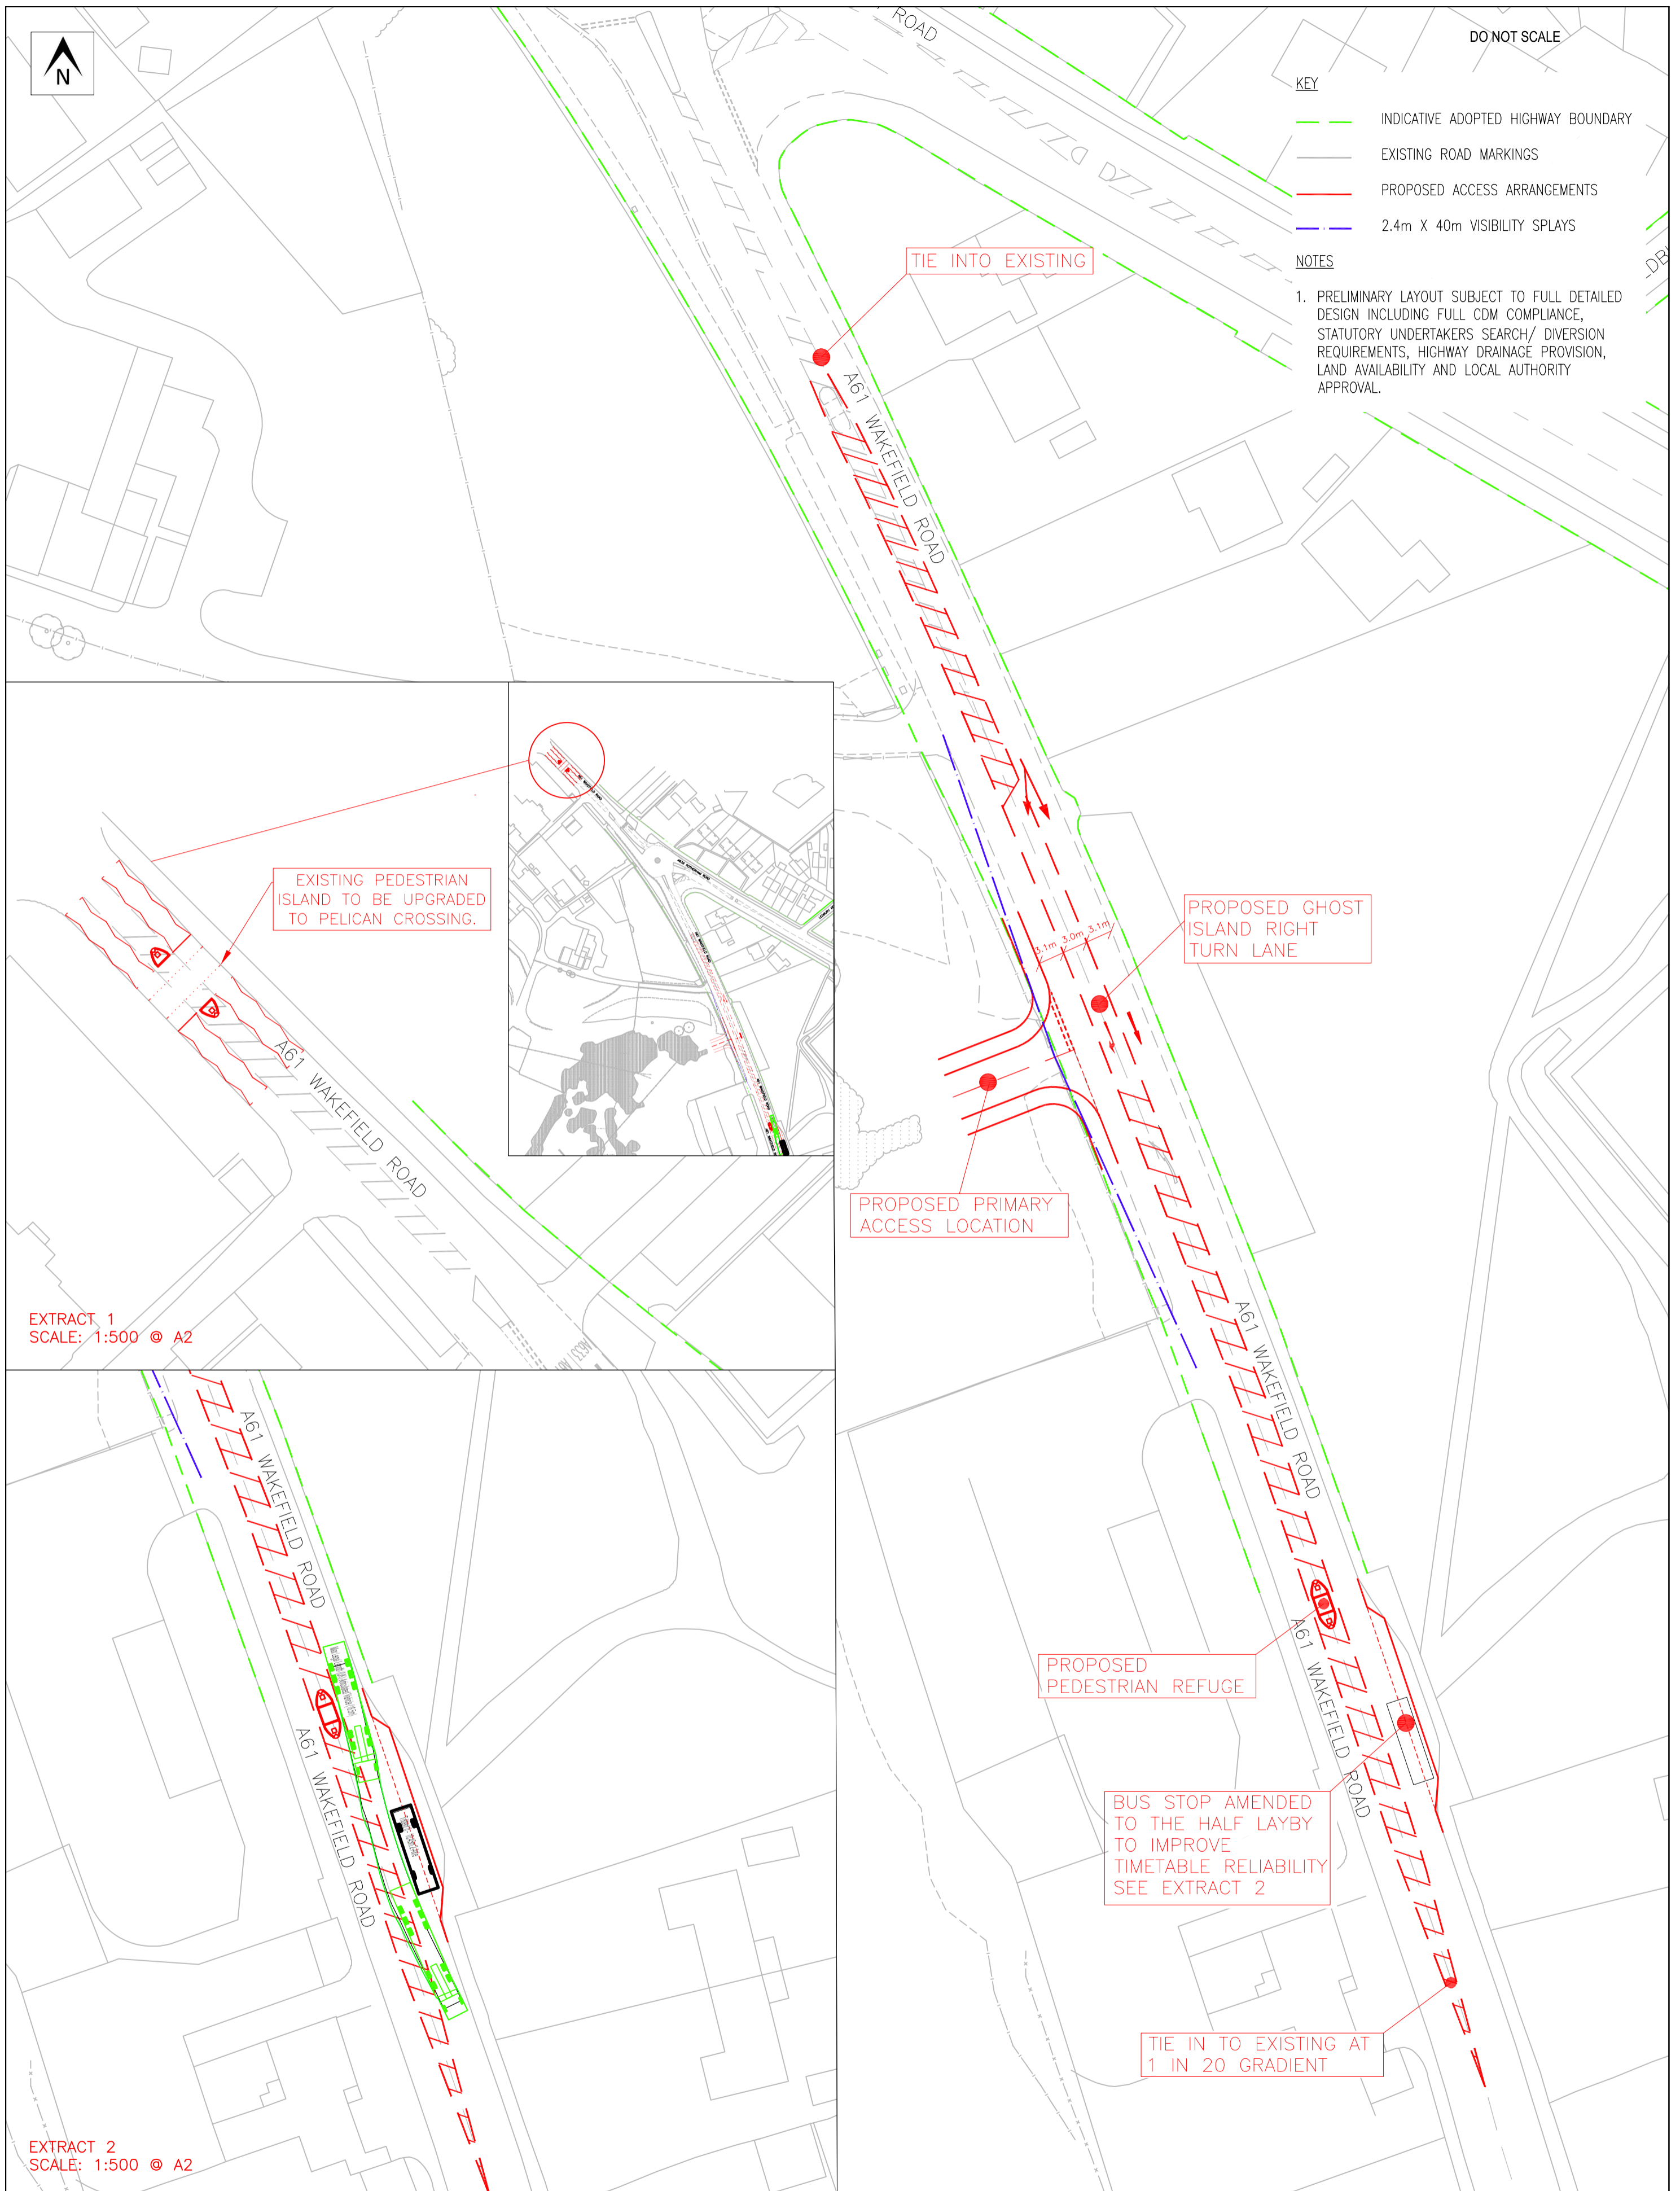 N
ROAD
DO NOT SCALE
KEY
INDICATIVE ADOPTED HIGHWAY BOUNDARY
EXISTING ROAD MARKINGS
PROPOSED ACCESS ARRANGEMENTS
2.4m X 40m VISIBILITY SPLAYS
NOTES
1. PRELIMINARY LAYOUT SUBJECT TO FULL DETAILED
DESIGN INCLUDING FULL CDM COMPLIANCE,
STATUTORY UNDERTAKERS SEARCH/ DIVERSION
REQUIREMENTS, HIGHWAY DRAINAGE PROVISION,
LAND AVAILABILITY AND LOCAL AUTHORITY
APPROVAL.
TIE INTO EXISTING
A61 WAKEFIELD ROAD
PROPOSED GHOST
ISLAND RIGHT
TURN LANE
3.1m 3.0m 3.1m
PROPOSED PRIMARY
ACCESS LOCATION
A61 WAKEFIELD ROAD
PROPOSED
PEDESTRIAN REFUGE
A61 WAKEFIELD ROAD
BUS STOP AMENDED
TO THE HALF LAYBY
TO IMPROVE
TIMETABLE RELIABILITY
SEE EXTRACT 2
TIE IN TO EXISTING AT
1 IN 20 GRADIENT
EXISTING PEDESTRIAN
ISLAND TO BE UPGRADED
TO PELICAN CROSSING.
A61 WAKEFIELD ROAD
EXTRACT 1
SCALE: 1:500 @ A2
A61 WAKEFIELD ROAD
A61 WAKEFIELD ROAD
EXTRACT 2
SCALE: 1:500 @ A2